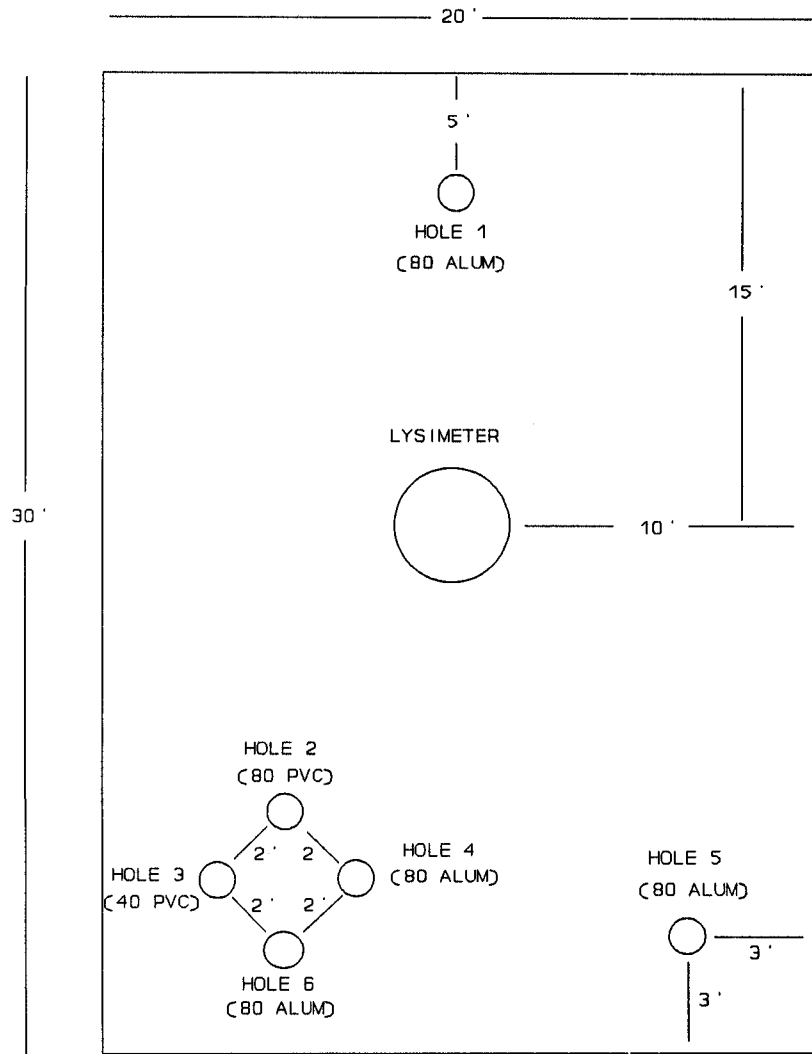 20 '
5 '
HOLE 1
(80 ALUM)
15 '
LYSIMETER
30 '
10 '
HOLE 2
(80 PVC)
2 '
2
HOLE 3
(40 PVC)
HOLE 4
(80 ALUM)
2 '
2 '
HOLE 6
(80 ALUM)
HOLE 5
(80 ALUM)
3 '
3 '